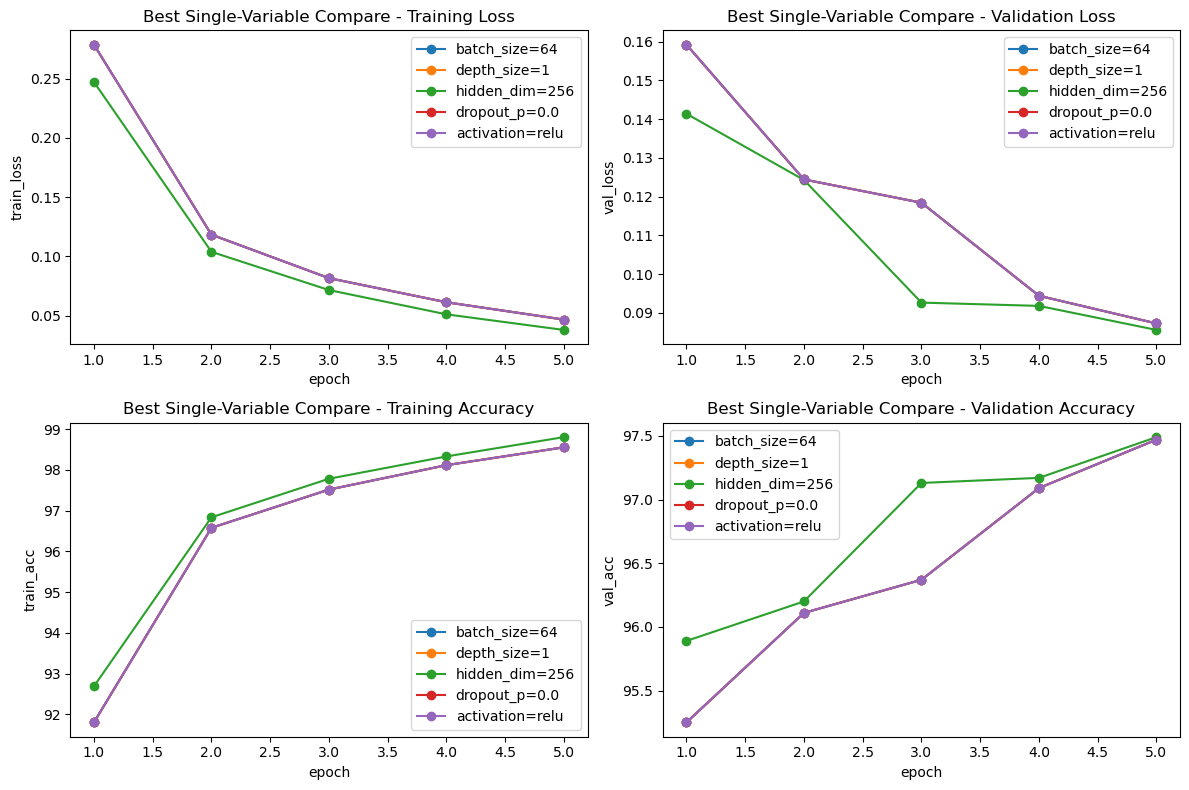 Best Single-Variable Compare - Training Loss
train_loss
0.25
0.20
0.15
0.10
0.05
batch_size=64
depth_size=1
hidden_dim=256
dropout_p=0.0
activation=relu
1.0 1.5 2.0 2.5 3.0 3.5 4.0 4.5 5.0
epoch
Best Single-Variable Compare - Validation Loss
val_loss
0.16
0.15
0.14
0.13
0.12
0.11
0.10
0.09
batch_size=64
depth_size=1
hidden_dim=256
dropout_p=0.0
activation=relu
1.0 1.5 2.0 2.5 3.0 3.5 4.0 4.5 5.0
epoch
Best Single-Variable Compare - Training Accuracy
train_acc
99
98
97
96
95
94
93
92
batch_size=64
depth_size=1
hidden_dim=256
dropout_p=0.0
activation=relu
1.0 1.5 2.0 2.5 3.0 3.5 4.0 4.5 5.0
epoch
Best Single-Variable Compare - Validation Accuracy
val_acc
97.5
97.0
96.5
96.0
95.5
batch_size=64
depth_size=1
hidden_dim=256
dropout_p=0.0
activation=relu
1.0 1.5 2.0 2.5 3.0 3.5 4.0 4.5 5.0
epoch